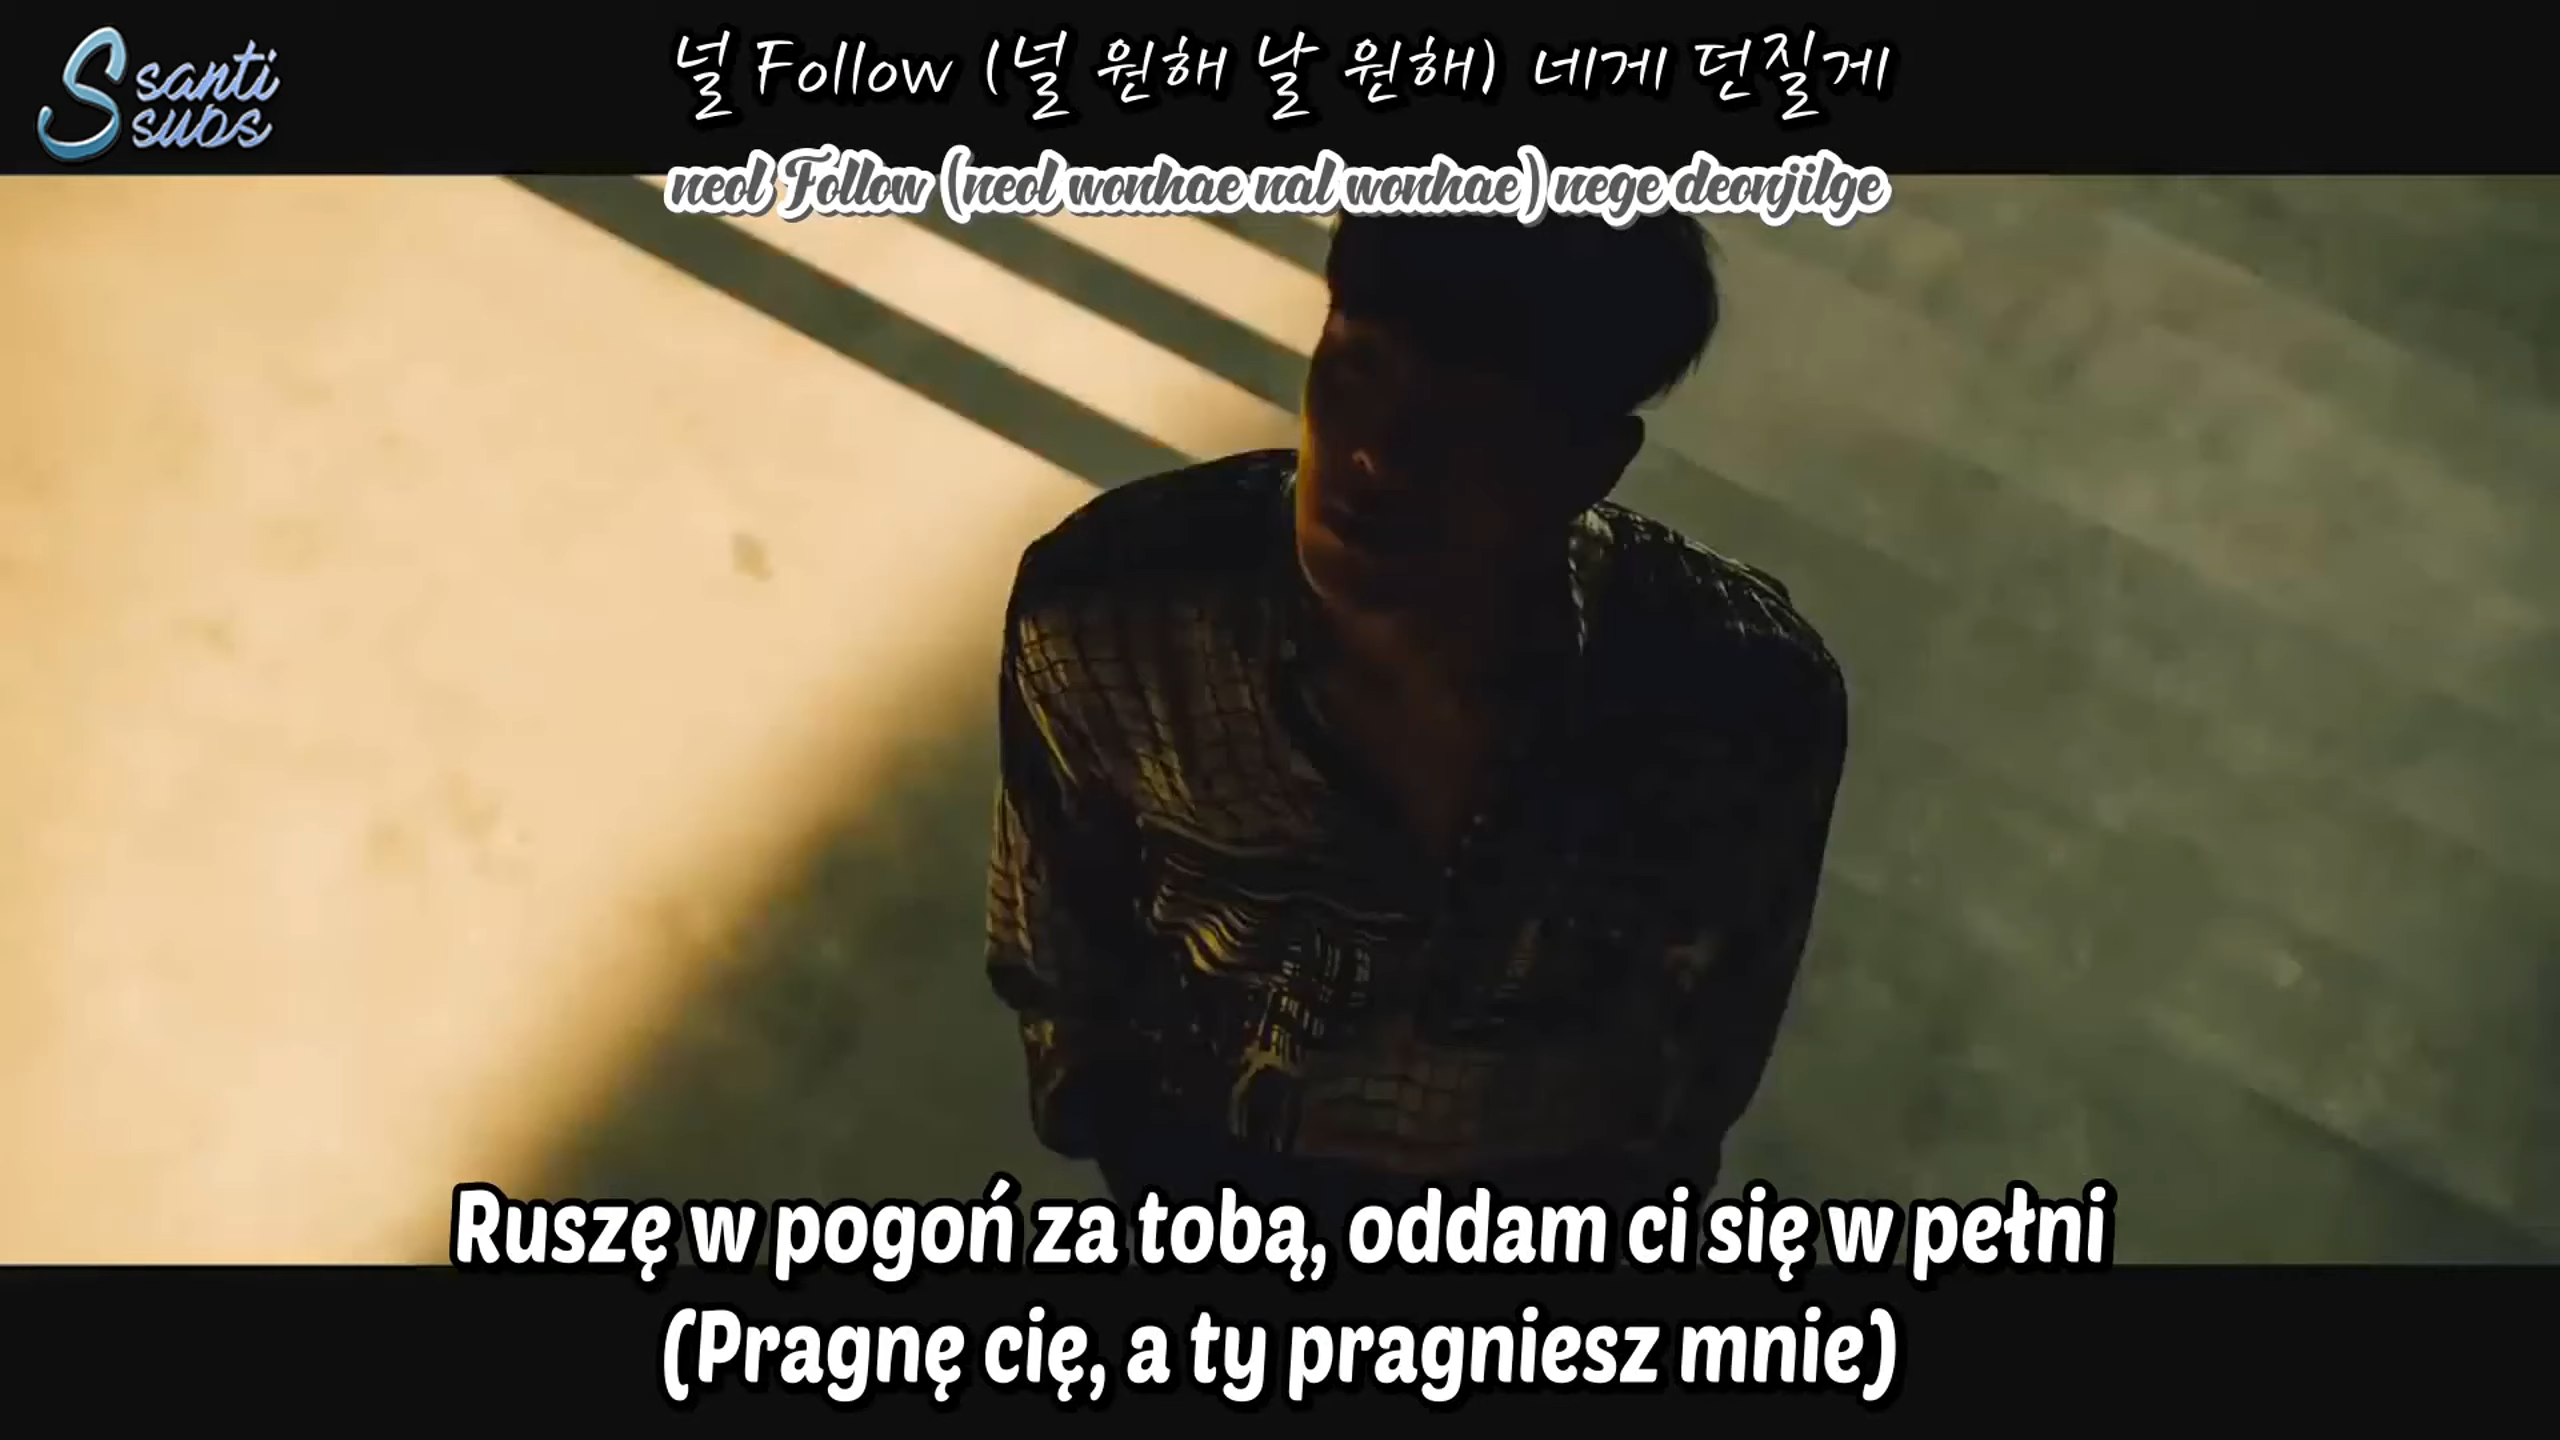 Ssanti
subs
널 Follow (널 원해 날 원해) 네게 던질게
neol Follow (neol wonhae nal wonhae) nege deonjilge
Ruszę w pogoń za tobą, oddam ci się w pełni
(Pragnę cię, a ty pragniesz mnie)